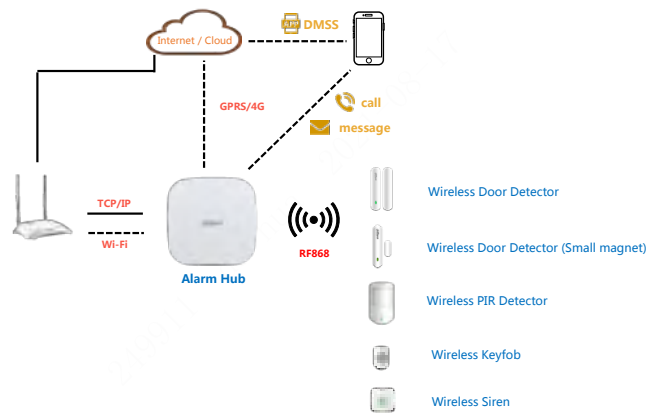 DMSS
Internet / Cloud
GPRS/4G
call
message
TCP/IP
Wi-Fi
Alarm Hub
RF868
Wireless Door Detector
Wireless Door Detector (Small magnet)
Wireless PIR Detector
Wireless Keyfob
Wireless Siren